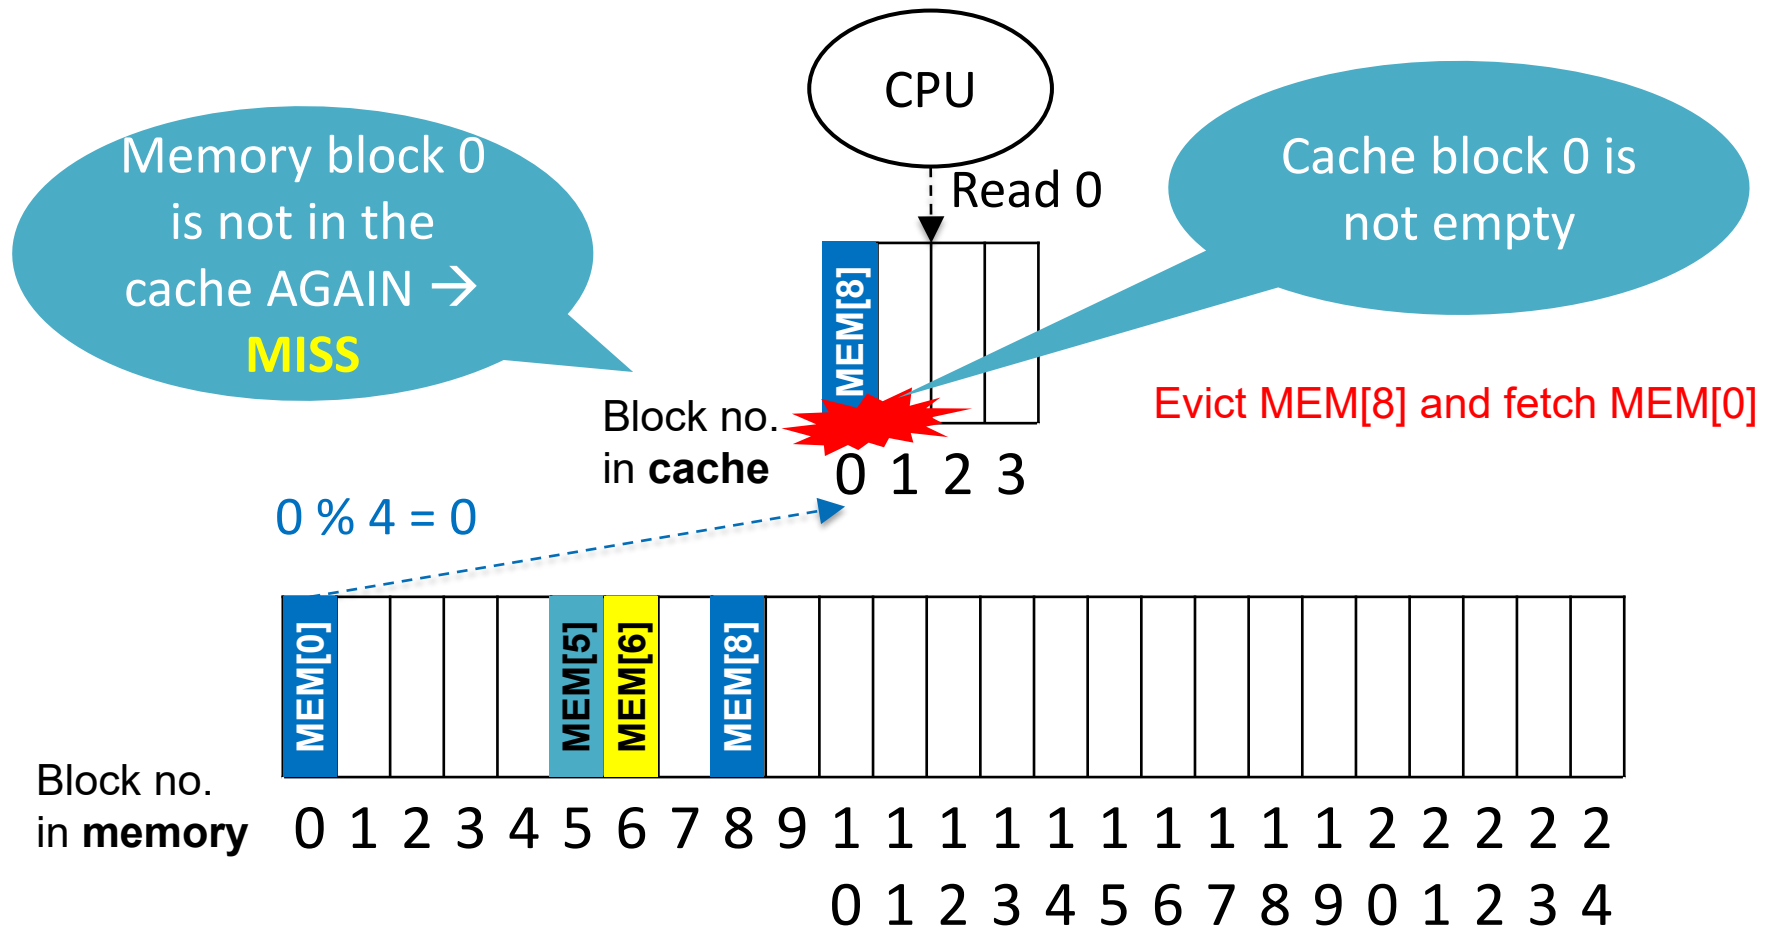 CPU
Memory block 0
is not in the
cache AGAIN →
MISS
Read 0
Cache block 0 is
not empty
MEM[8]
Evict MEM[8] and fetch MEM[0]
Block no.
in cache
0 1 2 3
0 % 4 = 0
MEM[0]
MEM[5]
MEM[6]
MEM[8]
Block no.
in memory
0 1 2 3 4 5 6 7 8 9 1 1 1 1 1 1 1 1 1 1 2 2 2 2 2
0 1 2 3 4 5 6 7 8 9 0 1 2 3 4